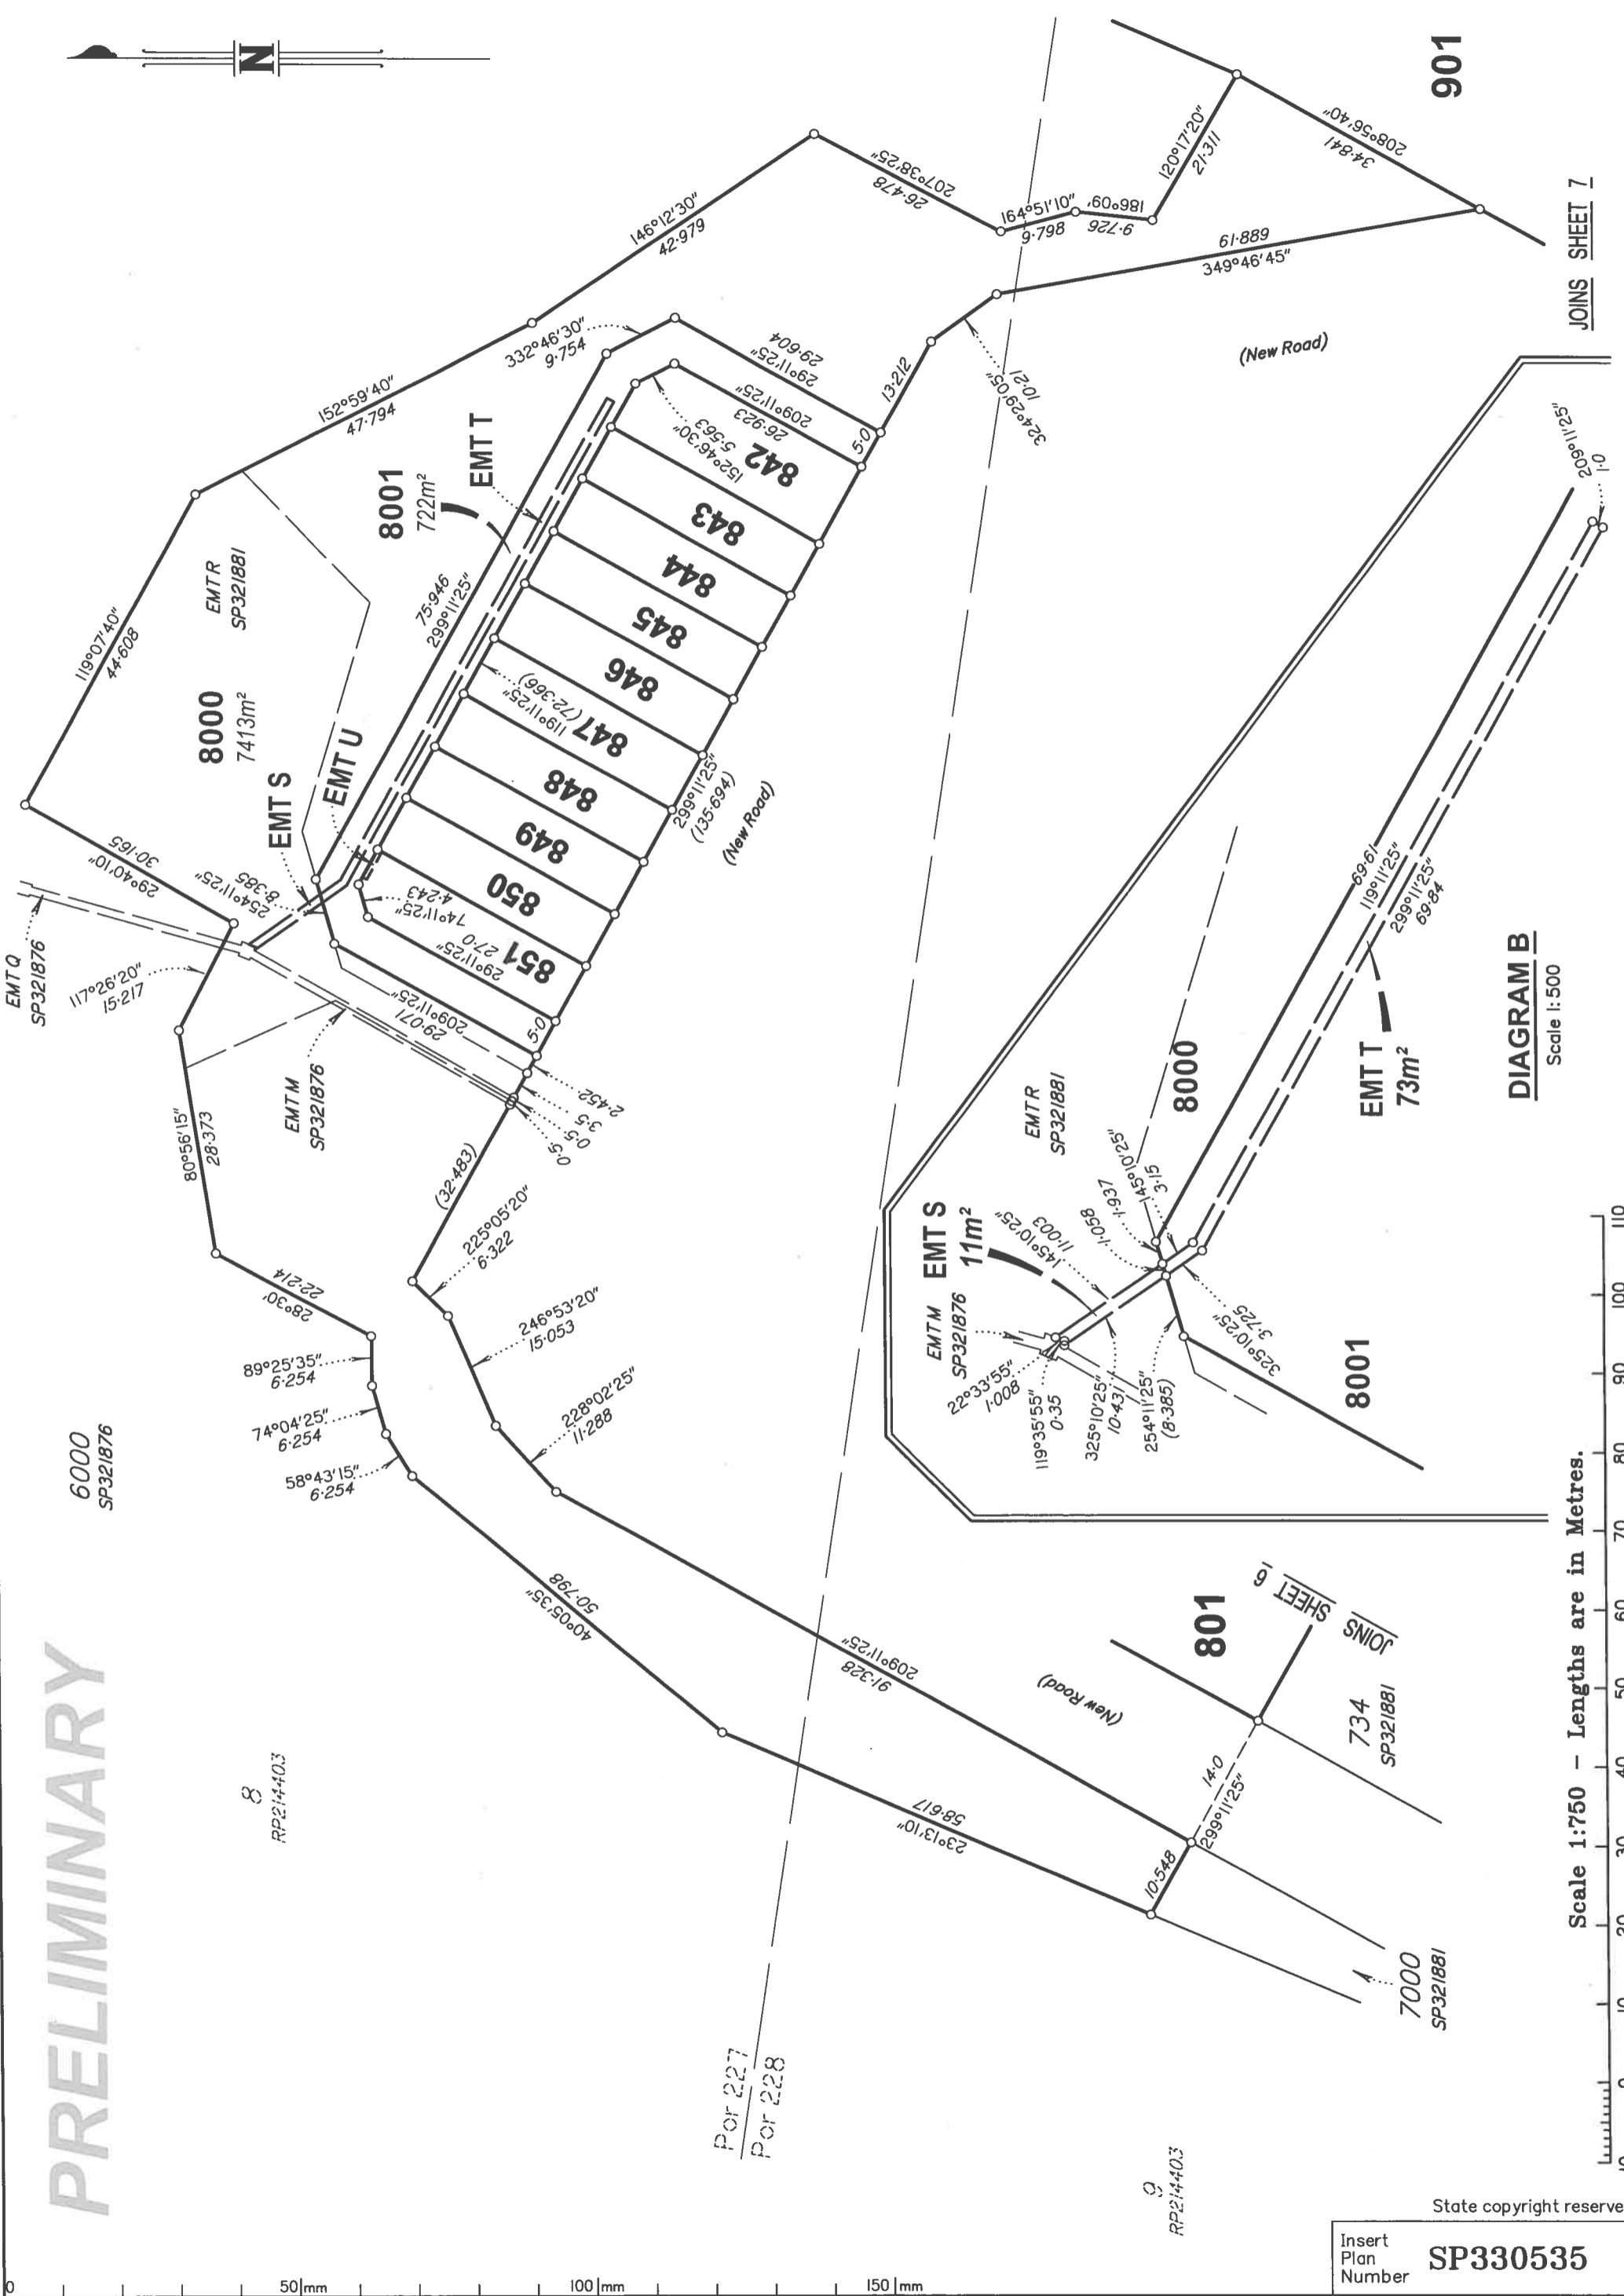 PRELIMINARY
N
6000
SP321876
8
RP214403
9
RP214403
Por 227
Por 228
EMT Q
SP321876
EMT M
SP321876
EMT R
SP321881
8000
7413m²
EMT S
EMT U
8001
722m²
EMT T
119°07'40"
44·608
152°59'40"
47·794
146°12'30"
42·979
207°38'25"
26·478
164°51'10"
9·798
186°09'
9·726
120°17'20"
21·311
208°56'40"
34·841
901
61·889
349°46'45"
324°29'05"
10·21
13·212
5·0
29°11'25"
29·604
332°46'30"
9·754
209°11'25"
26·923
152°46'30"
5·563
75·946
299°11'25"
842
843
844
845
846
847
848
849
850
851
119°11'25"
(72·366)
299°11'25"
(135·694)
(New Road)
(New Road)
74°11'25"
4·243
29°11'25"
27·0
5·0
209°11'25"
29·071
254°11'25"
8·385
29°40'10"
30·165
117°26'20"
15·217
80°56'15"
28·373
28°30'
22·214
89°25'35"
6·254
74°04'25"
6·254
58°43'15"
6·254
40°05'35"
50·798
23°13'10"
58·617
10·548
299°11'25"
14·0
209°11'25"
91·328
228°02'25"
11·288
246°53'20"
15·053
225°05'20"
6·322
(32·483)
0·5
0·5
3·5
2·452
(New Road)
801
734
SP321881
7000
SP321881
JOINS SHEET 6
JOINS SHEET 7
EMT R
SP321881
8000
EMT S
11m²
EMT M
SP321876
145°10'25"
11·003
1·058
1·937
145°10'25"
3·15
22°33'55"
1·008
119°35'55"
0·35
325°10'25"
10·431
254°11'25"
(8·385)
325°10'25"
3·725
8001
69·61
119°11'25"
299°11'25"
69·84
209°11'25"
1·0
EMT T
73m²
DIAGRAM B
Scale 1:500
Scale 1:750 – Lengths are in Metres.
10 0 10 20 30 40 50 60 70 80 90 100 110
0 50 mm 100 mm 150 mm
State copyright reserve
Insert
Plan
Number
SP330535